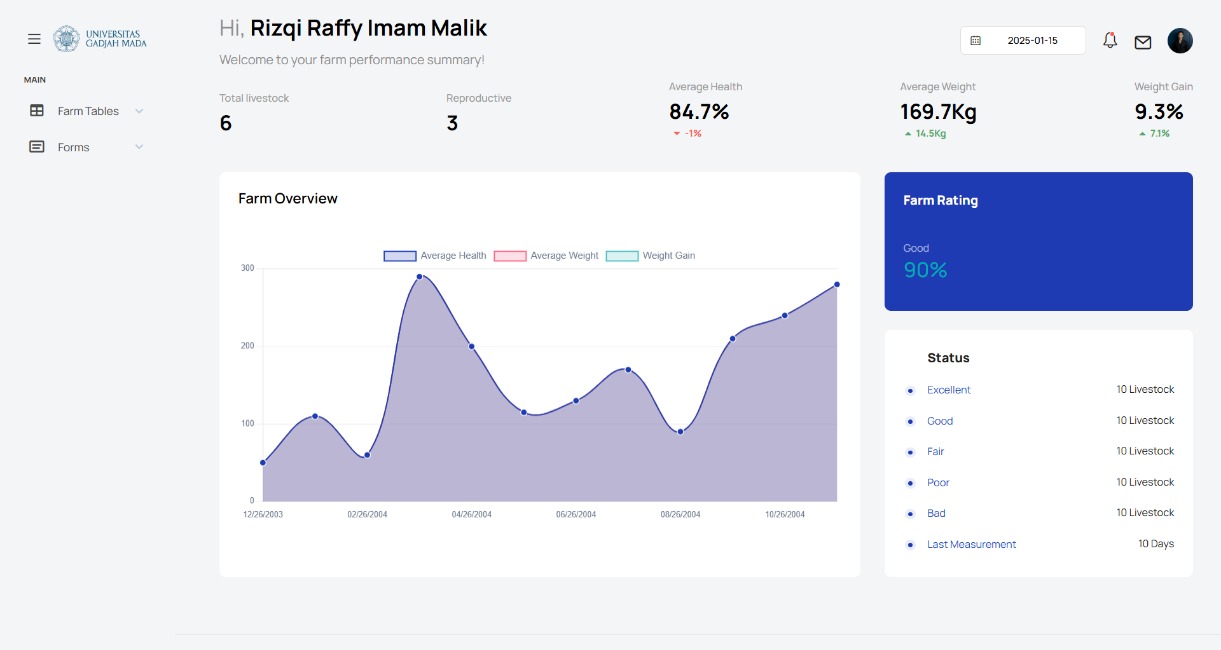 UNIVERSITAS
GADJAH MADA
MAIN
Farm Tables
Forms
Hi, Rizqi Raffy Imam Malik
Welcome to your farm performance summary!
2025-01-15
Total livestock
6
Reproductive
3
Average Health
84.7%
-1%
Average Weight
169.7Kg
14.5Kg
Weight Gain
9.3%
7.1%
Farm Overview
Average Health Average Weight Weight Gain
300
200
100
0
12/26/2003 02/26/2004 04/26/2004 06/26/2004 08/26/2004 10/26/2004
Farm Rating
Good
90%
Status
Excellent 10 Livestock
Good 10 Livestock
Fair 10 Livestock
Poor 10 Livestock
Bad 10 Livestock
Last Measurement 10 Days